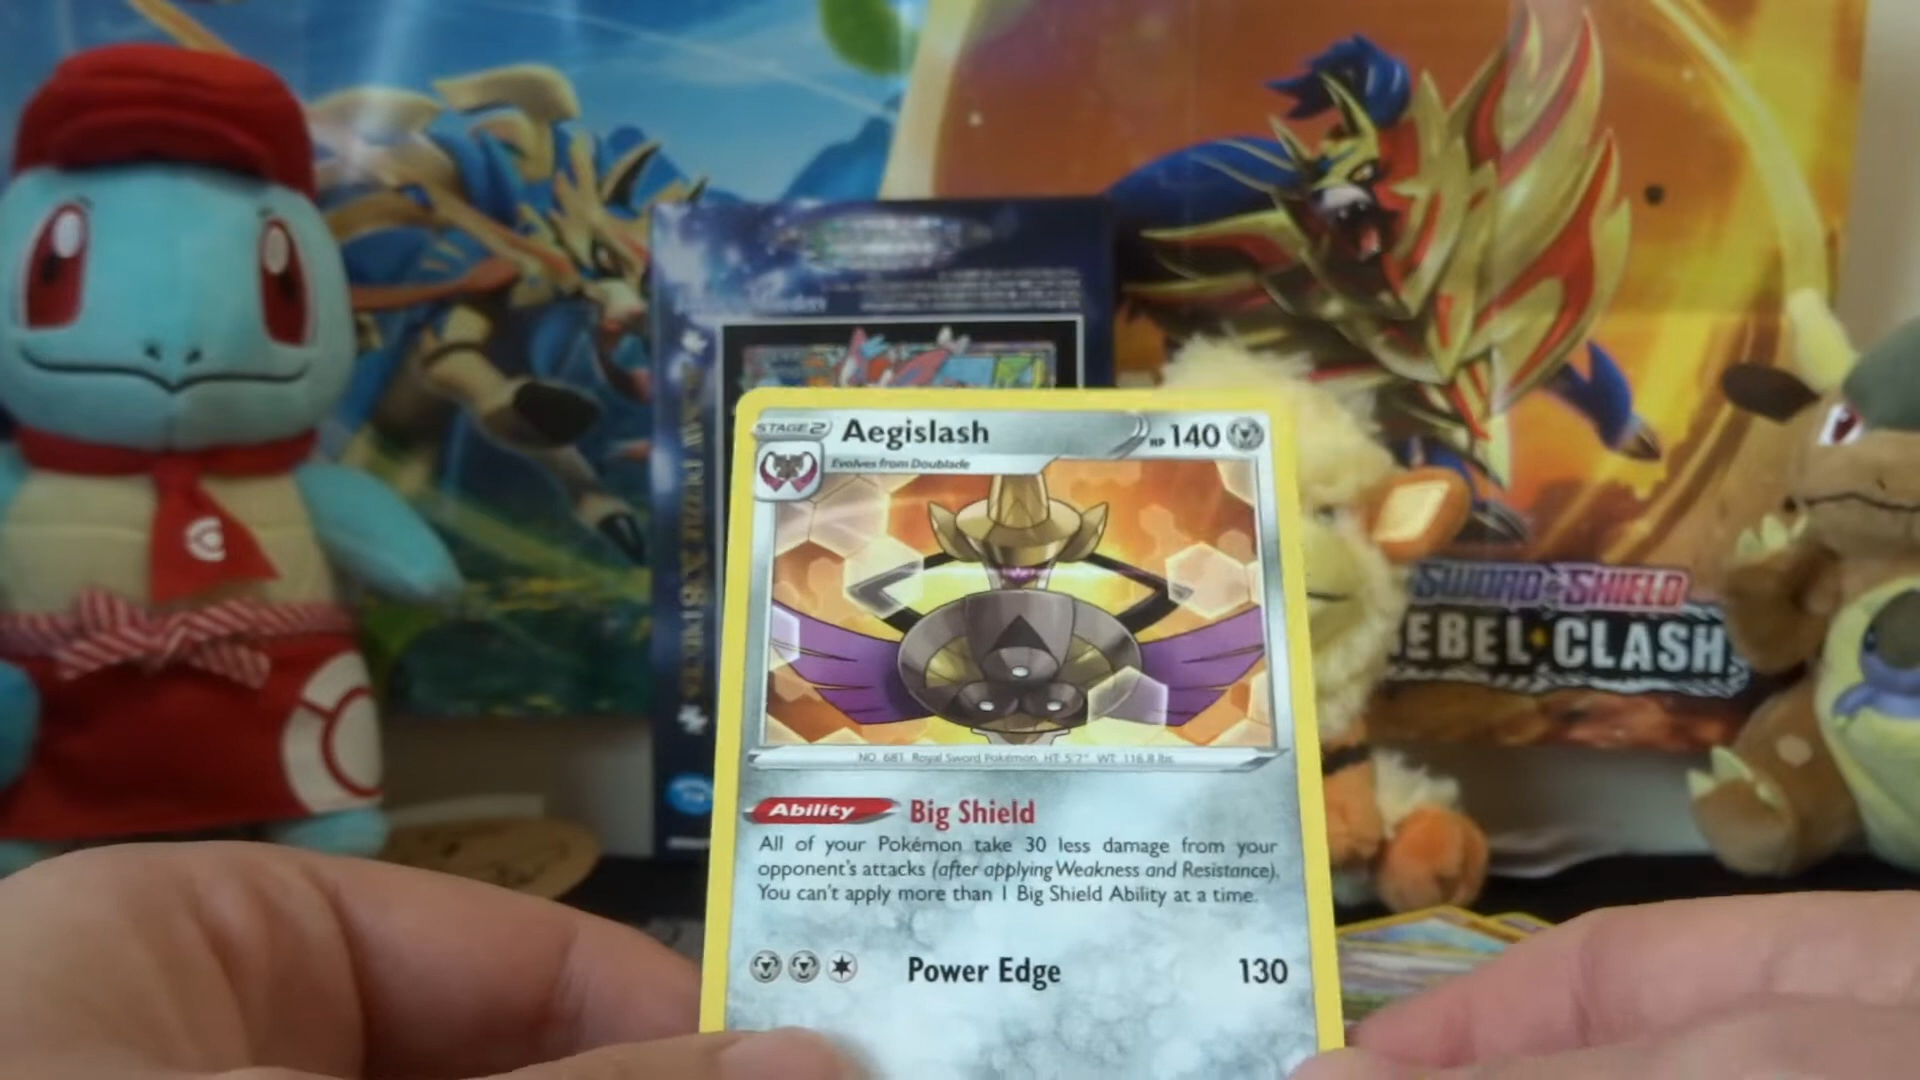 STAGE 2 Aegislash HP 140
Evolves from Doublade
NO. 681 Royal Sword Pokémon HT: 5'7" WT: 116.8 lbs
Ability Big Shield
All of your Pokémon take 30 less damage from your
opponent's attacks (after applying Weakness and Resistance).
You can't apply more than 1 Big Shield Ability at a time.
Power Edge 130
SWORD & SHIELD
REBEL CLASH